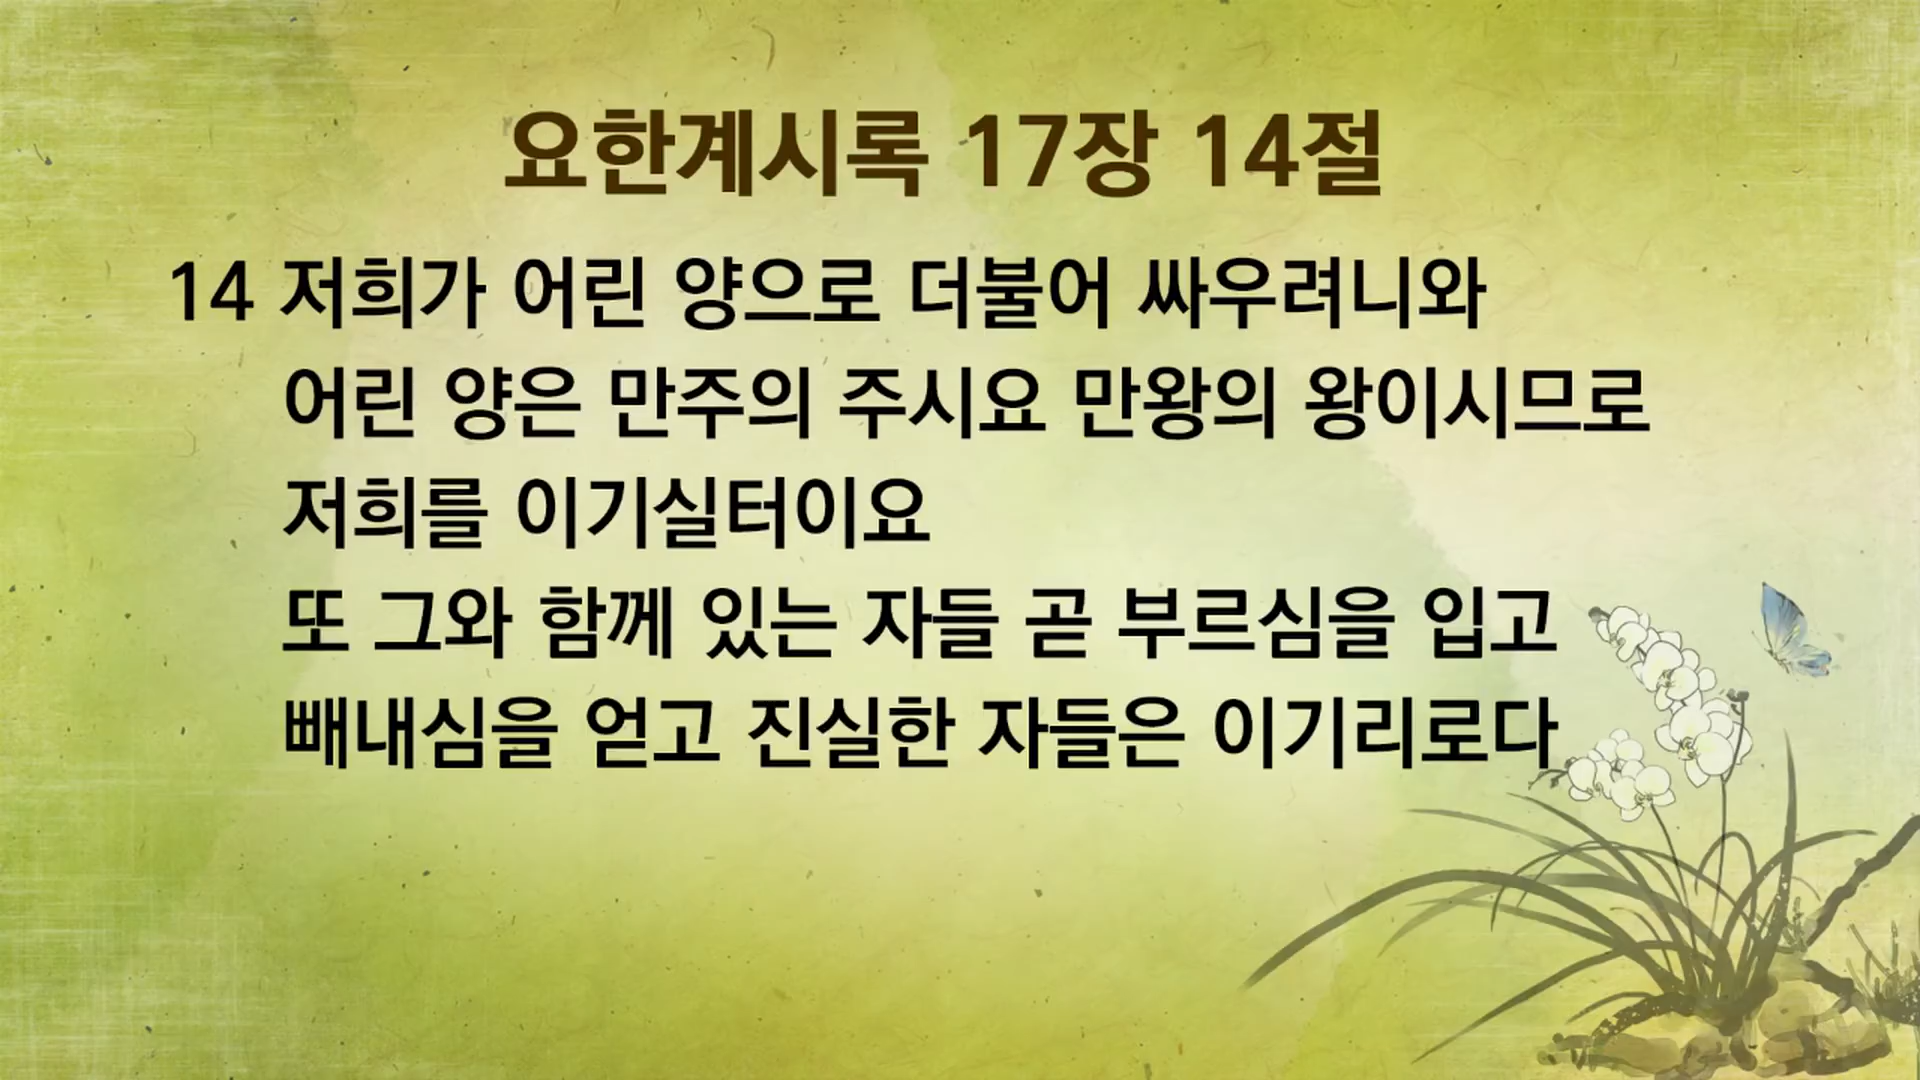 요한계시록 17장 14절
14 저희가 어린 양으로 더불어 싸우려니와
어린 양은 만주의 주시요 만왕의 왕이시므로
저희를 이기실터이요
또 그와 함께 있는 자들 곧 부르심을 입고
빼내심을 얻고 진실한 자들은 이기리로다